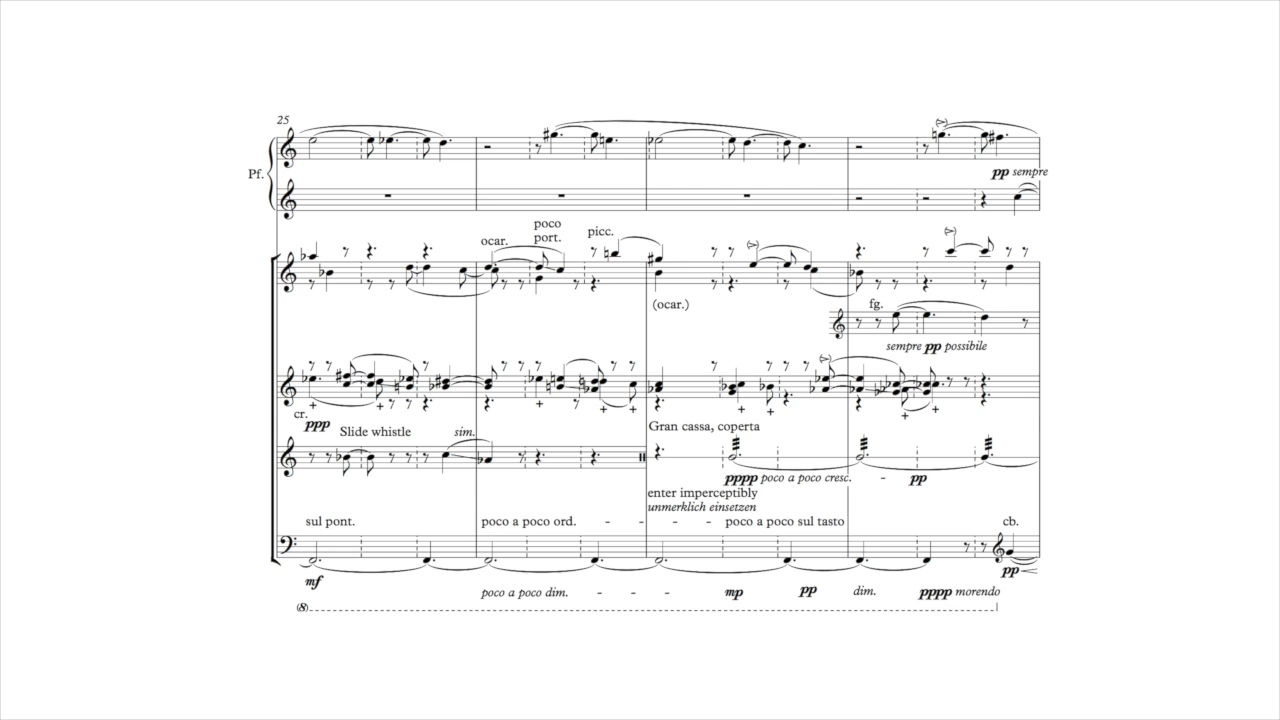 25
Pf.
pp sempre
poco
ocar. port. picc.
(ocar.)
fg.
sempre pp possibile
cr.
ppp
Slide whistle sim.
Gran cassa, coperta
pppp poco a poco cresc. - pp
enter imperceptibly
unmerklich einsetzen
sul pont. poco a poco ord. - - - - poco a poco sul tasto cb.
mf
pp
poco a poco dim. - - - mp pp dim. pppp morendo
(8)